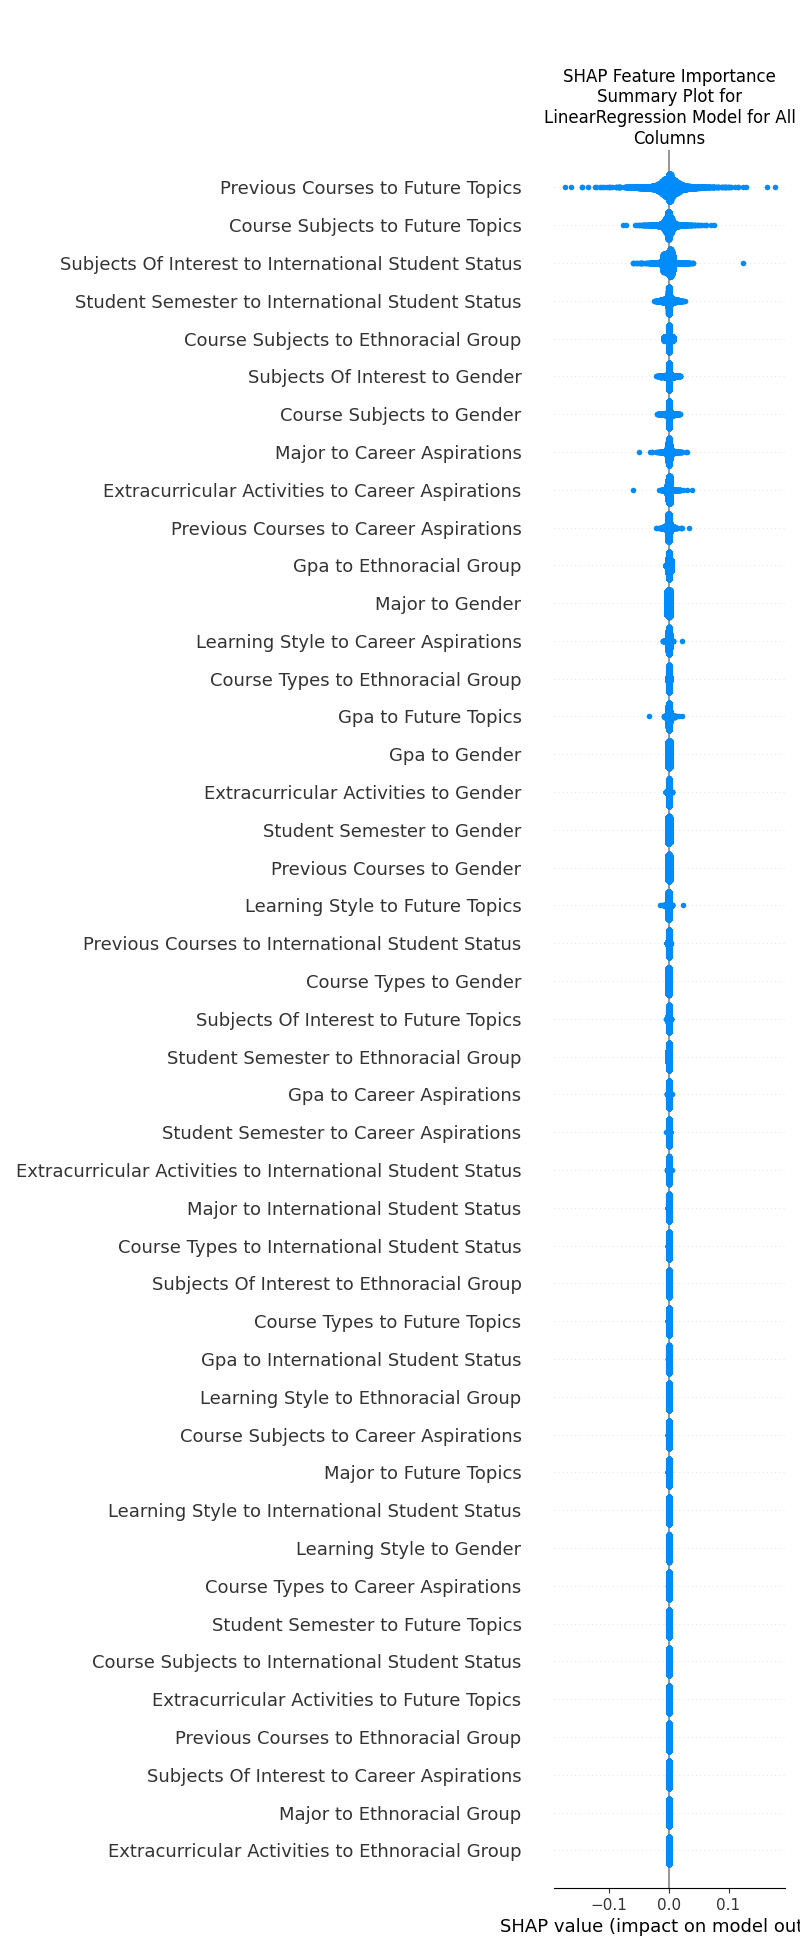 SHAP Feature Importance
Summary Plot for
LinearRegression Model for All
Columns
Previous Courses to Future Topics
Course Subjects to Future Topics
Subjects Of Interest to International Student Status
Student Semester to International Student Status
Course Subjects to Ethnoracial Group
Subjects Of Interest to Gender
Course Subjects to Gender
Major to Career Aspirations
Extracurricular Activities to Career Aspirations
Previous Courses to Career Aspirations
Gpa to Ethnoracial Group
Major to Gender
Learning Style to Career Aspirations
Course Types to Ethnoracial Group
Gpa to Future Topics
Gpa to Gender
Extracurricular Activities to Gender
Student Semester to Gender
Previous Courses to Gender
Learning Style to Future Topics
Previous Courses to International Student Status
Course Types to Gender
Subjects Of Interest to Future Topics
Student Semester to Ethnoracial Group
Gpa to Career Aspirations
Student Semester to Career Aspirations
Extracurricular Activities to International Student Status
Major to International Student Status
Course Types to International Student Status
Subjects Of Interest to Ethnoracial Group
Course Types to Future Topics
Gpa to International Student Status
Learning Style to Ethnoracial Group
Course Subjects to Career Aspirations
Major to Future Topics
Learning Style to International Student Status
Learning Style to Gender
Course Types to Career Aspirations
Student Semester to Future Topics
Course Subjects to International Student Status
Extracurricular Activities to Future Topics
Previous Courses to Ethnoracial Group
Subjects Of Interest to Career Aspirations
Major to Ethnoracial Group
Extracurricular Activities to Ethnoracial Group
−0.1 0.0 0.1
SHAP value (impact on model out